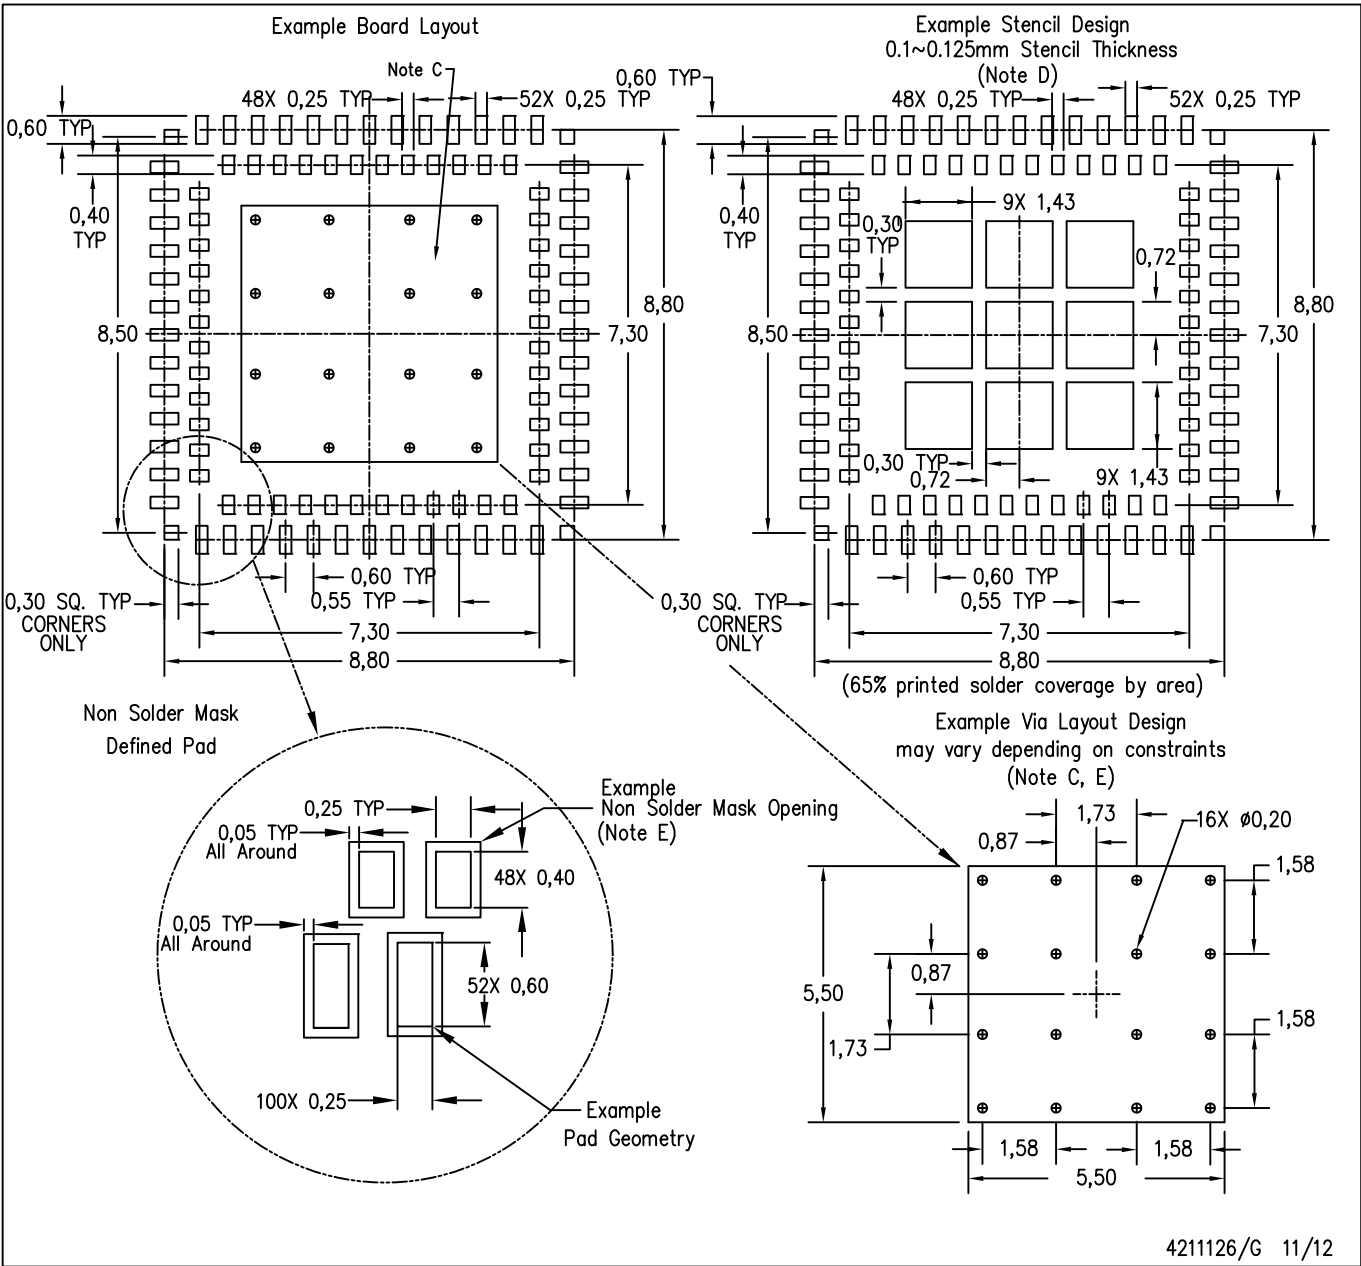 Example Board Layout
Note C
48X 0,25 TYP
52X 0,25 TYP
0,60 TYP
0,40
TYP
8,50
7,30
8,80
0,60 TYP
0,55 TYP
0,30 SQ. TYP
CORNERS
ONLY
7,30
8,80
Example Stencil Design
0.1~0.125mm Stencil Thickness
(Note D)
0,60 TYP
48X 0,25 TYP
52X 0,25 TYP
0,40
TYP
9X 1,43
0,30
TYP
0,72
8,50
7,30
8,80
0,30 TYP
0,72
9X 1,43
0,60 TYP
0,55 TYP
0,30 SQ. TYP
CORNERS
ONLY
7,30
8,80
(65% printed solder coverage by area)
Non Solder Mask
Defined Pad
0,25 TYP
Example
Non Solder Mask Opening
(Note E)
0,05 TYP
All Around
48X 0,40
0,05 TYP
All Around
52X 0,60
100X 0,25
Example
Pad Geometry
Example Via Layout Design
may vary depending on constraints
(Note C, E)
1,73
16X ø0,20
0,87
1,58
0,87
5,50
1,73
1,58
1,58
1,58
5,50
4211126/G 11/12